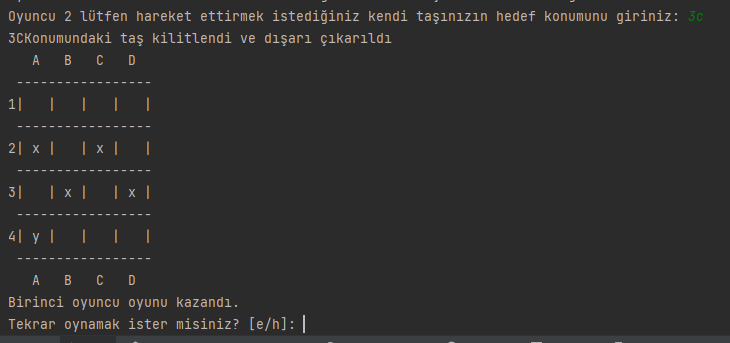 Oyuncu 2 lütfen hareket ettirmek istediğiniz kendi taşınızın hedef konumunu giriniz: 3c
3CKonumundaki taş kilitlendi ve dışarı çıkarıldı
   A  B   C   D
 -----------------
1|   |   |   |   |
 -----------------
2| x |   | x |   |
 -----------------
3|   | x |   | x |
 -----------------
4| y |   |   |   |
 -----------------
   A  B   C   D
Birinci oyuncu oyunu kazandı.
Tekrar oynamak ister misiniz? [e/h]: